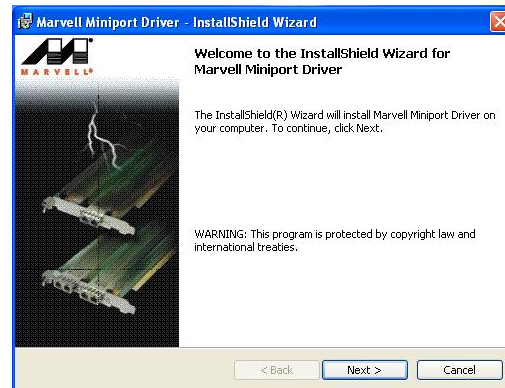 Marvell Miniport Driver - InstallShield Wizard
MARVELL®
Welcome to the InstallShield Wizard for
Marvell Miniport Driver
The InstallShield(R) Wizard will install Marvell Miniport Driver on
your computer. To continue, click Next.
WARNING: This program is protected by copyright law and
international treaties.
< Back
Next >
Cancel